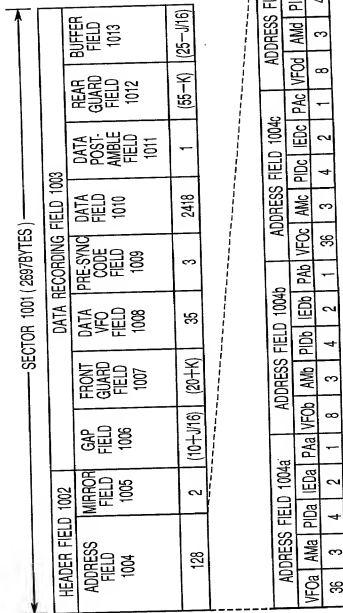 SECTOR 1001 (2697BYTES)
HEADER FIELD 1002
DATA RECORDING FIELD 1003
ADDRESS FIELD 1004
MIRROR FIELD 1005
GAP FIELD 1006
FRONT GUARD FIELD 1007
DATA VFO FIELD 1008
PRE-SYNC CODE FIELD 1009
DATA FIELD 1010
DATA POST-AMBLE FIELD 1011
REAR GUARD FIELD 1012
BUFFER FIELD 1013
128 2 (10+J/16) (20+K) 35 3 2418 1 (55-K) (25-J/16)
ADDRESS FIELD 1004a ADDRESS FIELD 1004b ADDRESS FIELD 1004c ADDRESS
VFOa AMa PIDa IEDa PAa VFOb AMb PIDb IEDb PAb VFOc AMc PIDc IEDc PAc VFOd AMd
36 3 4 2 1 8 3 4 2 1 36 3 4 2 1 8 3